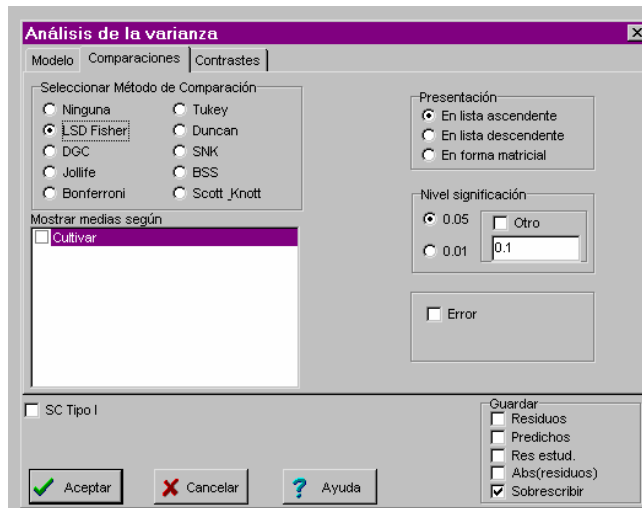 Análisis de la varianza
Modelo Comparaciones Contrastes
Seleccionar Método de Comparación
Ninguna Tukey
LSD Fisher Duncan
DGC SNK
Jollife BSS
Bonferroni Scott_Knott
Presentación
En lista ascendente
En lista descendente
En forma matricial
Mostrar medias según
Cultivar
Nivel significación
0.05 Otro
0.01 0.1
Error
SC Tipo I
Guardar
Residuos
Predichos
Res estud.
Abs(residuos)
Sobrescribir
Aceptar Cancelar ? Ayuda